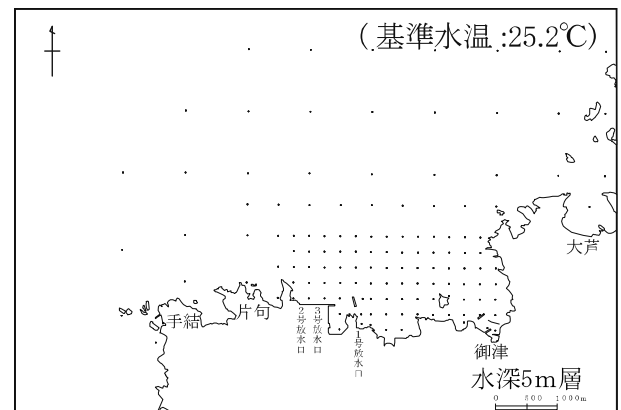 (基準水温:25.2℃)
大芦
手結
片句
2号放水口
3号放水口
1号放水口
御津
水深5m層
0 500 1000m